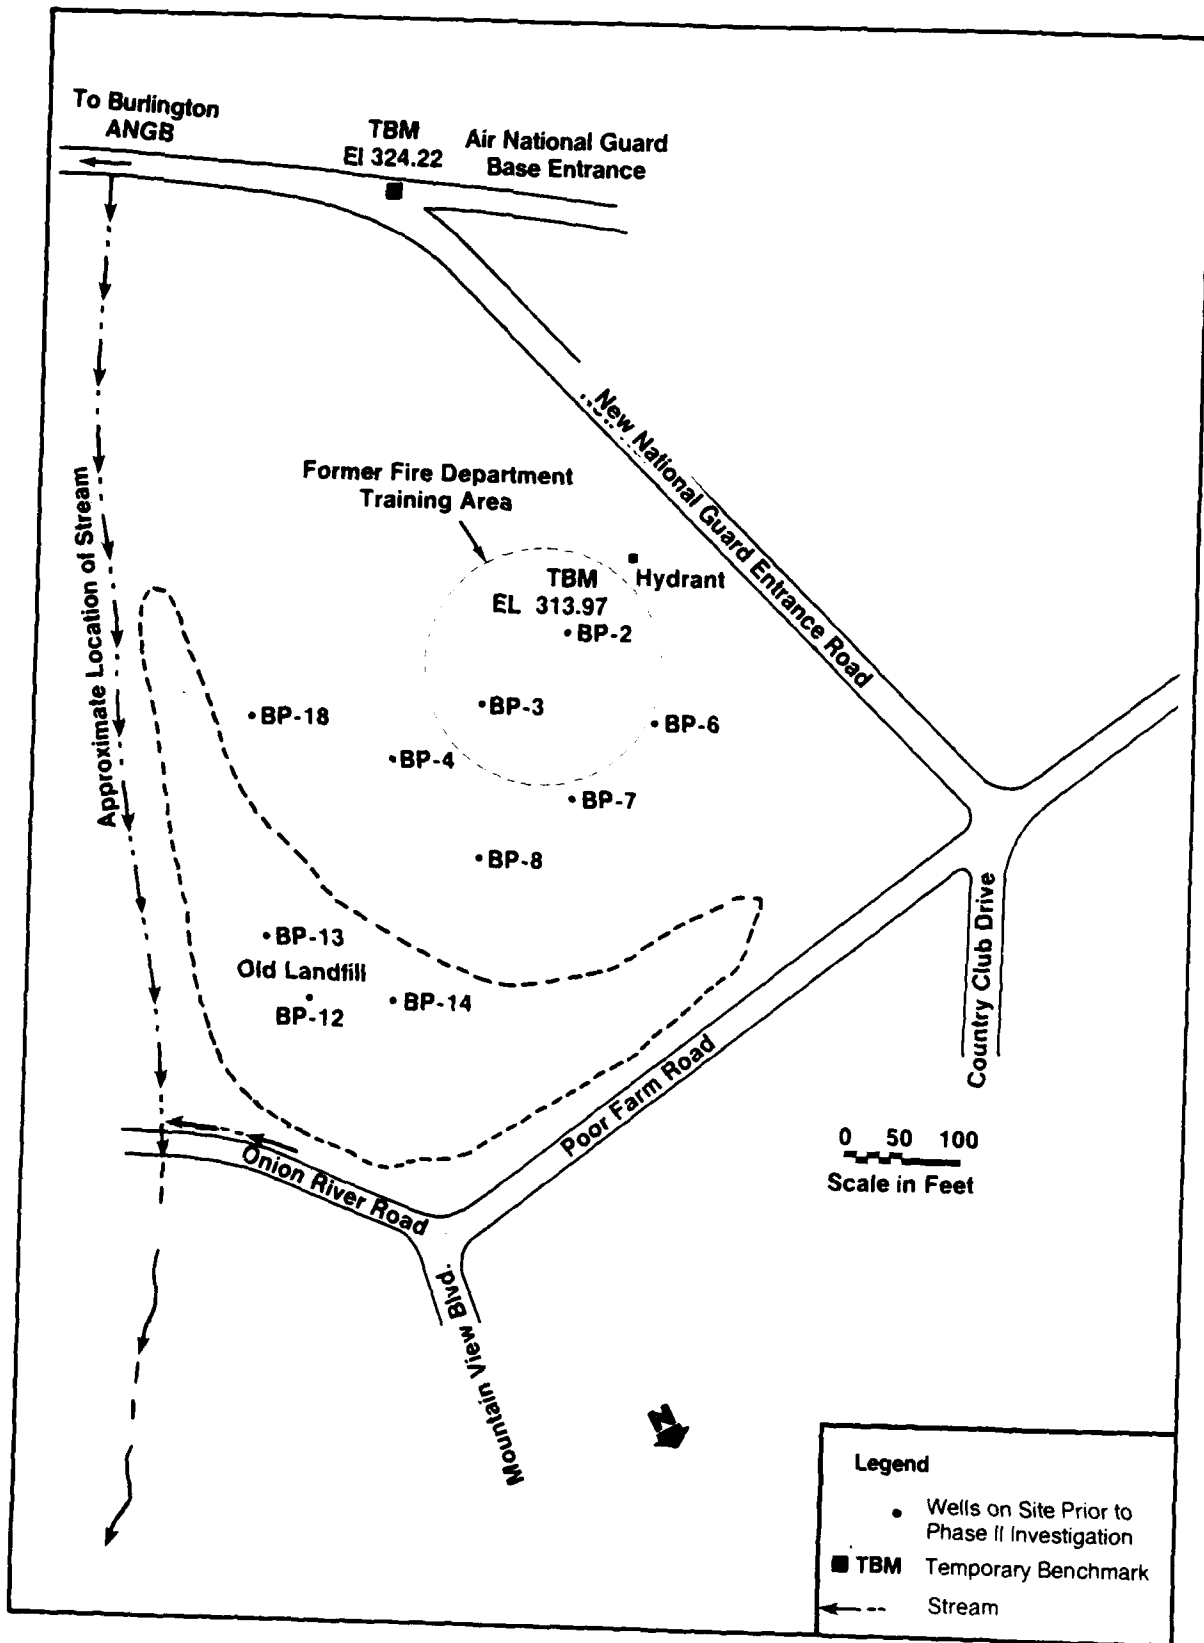 To Burlington
ANGB
TBM
El 324.22
Air National Guard
Base Entrance
New National Guard Entrance Road
Former Fire Department
Training Area
Approximate Location of Stream
TBM
EL 313.97
Hydrant
BP-2
BP-3
BP-18
BP-6
BP-4
BP-7
BP-8
BP-13
Old Landfill
BP-12
BP-14
Country Club Drive
Poor Farm Road
Onion River Road
Mountain View Blvd.
0 50 100
Scale in Feet
N
Legend
Wells on Site Prior to
Phase II Investigation
TBM Temporary Benchmark
Stream